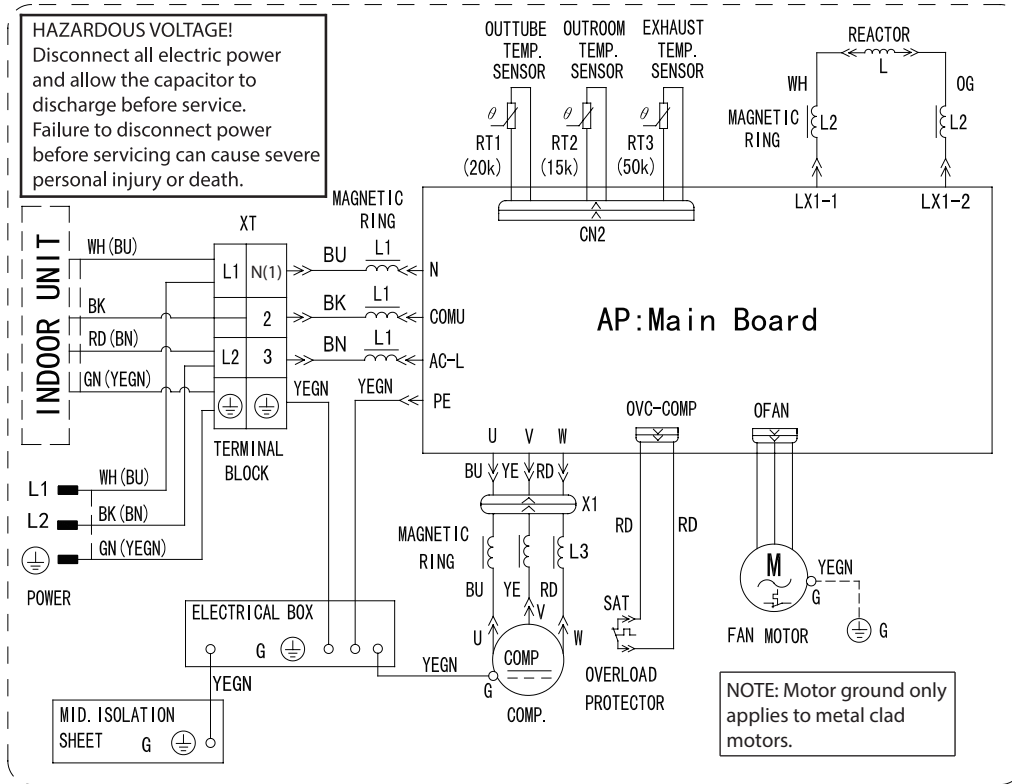 HAZARDOUS VOLTAGE!
Disconnect all electric power
and allow the capacitor to
discharge before service.
Failure to disconnect power
before servicing can cause severe
personal injury or death.
OUTTUBE TEMP. SENSOR
OUTROOM TEMP. SENSOR
EXHAUST TEMP. SENSOR
θ θ θ
RT1 (20k)
RT2 (15k)
RT3 (50k)
CN2
REACTOR
L
WH
OG
MAGNETIC RING
L2
L2
LX1-1
LX1-2
INDOOR UNIT
WH(BU)
BK
RD(BN)
GN(YEGN)
XT
L1 N(1)
2
L2 3
TERMINAL BLOCK
MAGNETIC RING
BU L1 N
BK L1 COMU
BN L1 AC-L
YEGN YEGN PE
AP:Main Board
OVC-COMP
OFAN
U V W
BU YE RD
X1
MAGNETIC RING
L3
BU YE RD
U V W
COMP
G
COMP.
RD RD
SAT
OVERLOAD PROTECTOR
M
YEGN
G
FAN MOTOR
G
L1 WH(BU)
L2 BK(BN)
GN(YEGN)
POWER
ELECTRICAL BOX
G
YEGN
YEGN
MID. ISOLATION
SHEET G
NOTE: Motor ground only
applies to metal clad
motors.